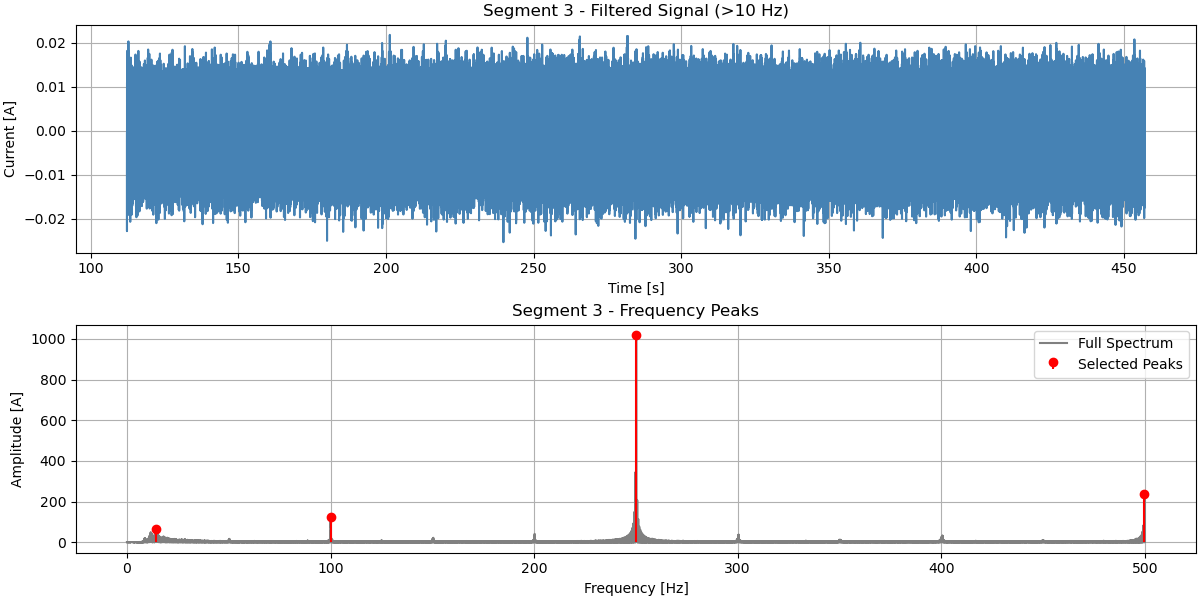 Segment 3 - Filtered Signal (>10 Hz)
0.02
0.01
0.00
−0.01
−0.02
Current [A]
100 150 200 250 300 350 400 450
Time [s]
Segment 3 - Frequency Peaks
1000
800
600
400
200
0
Amplitude [A]
Full Spectrum
Selected Peaks
0 100 200 300 400 500
Frequency [Hz]